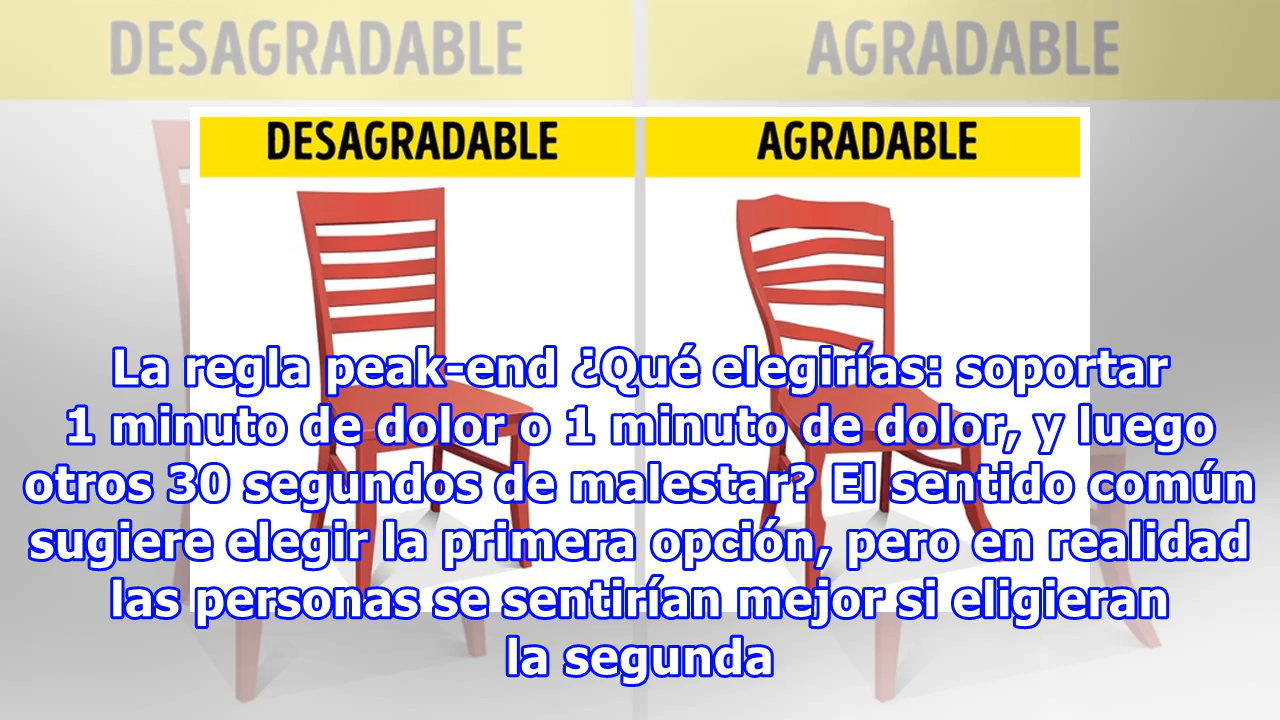 DESAGRADABLE AGRADABLE
DESAGRADABLE AGRADABLE
La regla peak-end ¿Qué elegirías: soportar
1 minuto de dolor o 1 minuto de dolor, y luego
otros 30 segundos de malestar? El sentido común
sugiere elegir la primera opción, pero en realidad
las personas se sentirían mejor si eligieran
la segunda